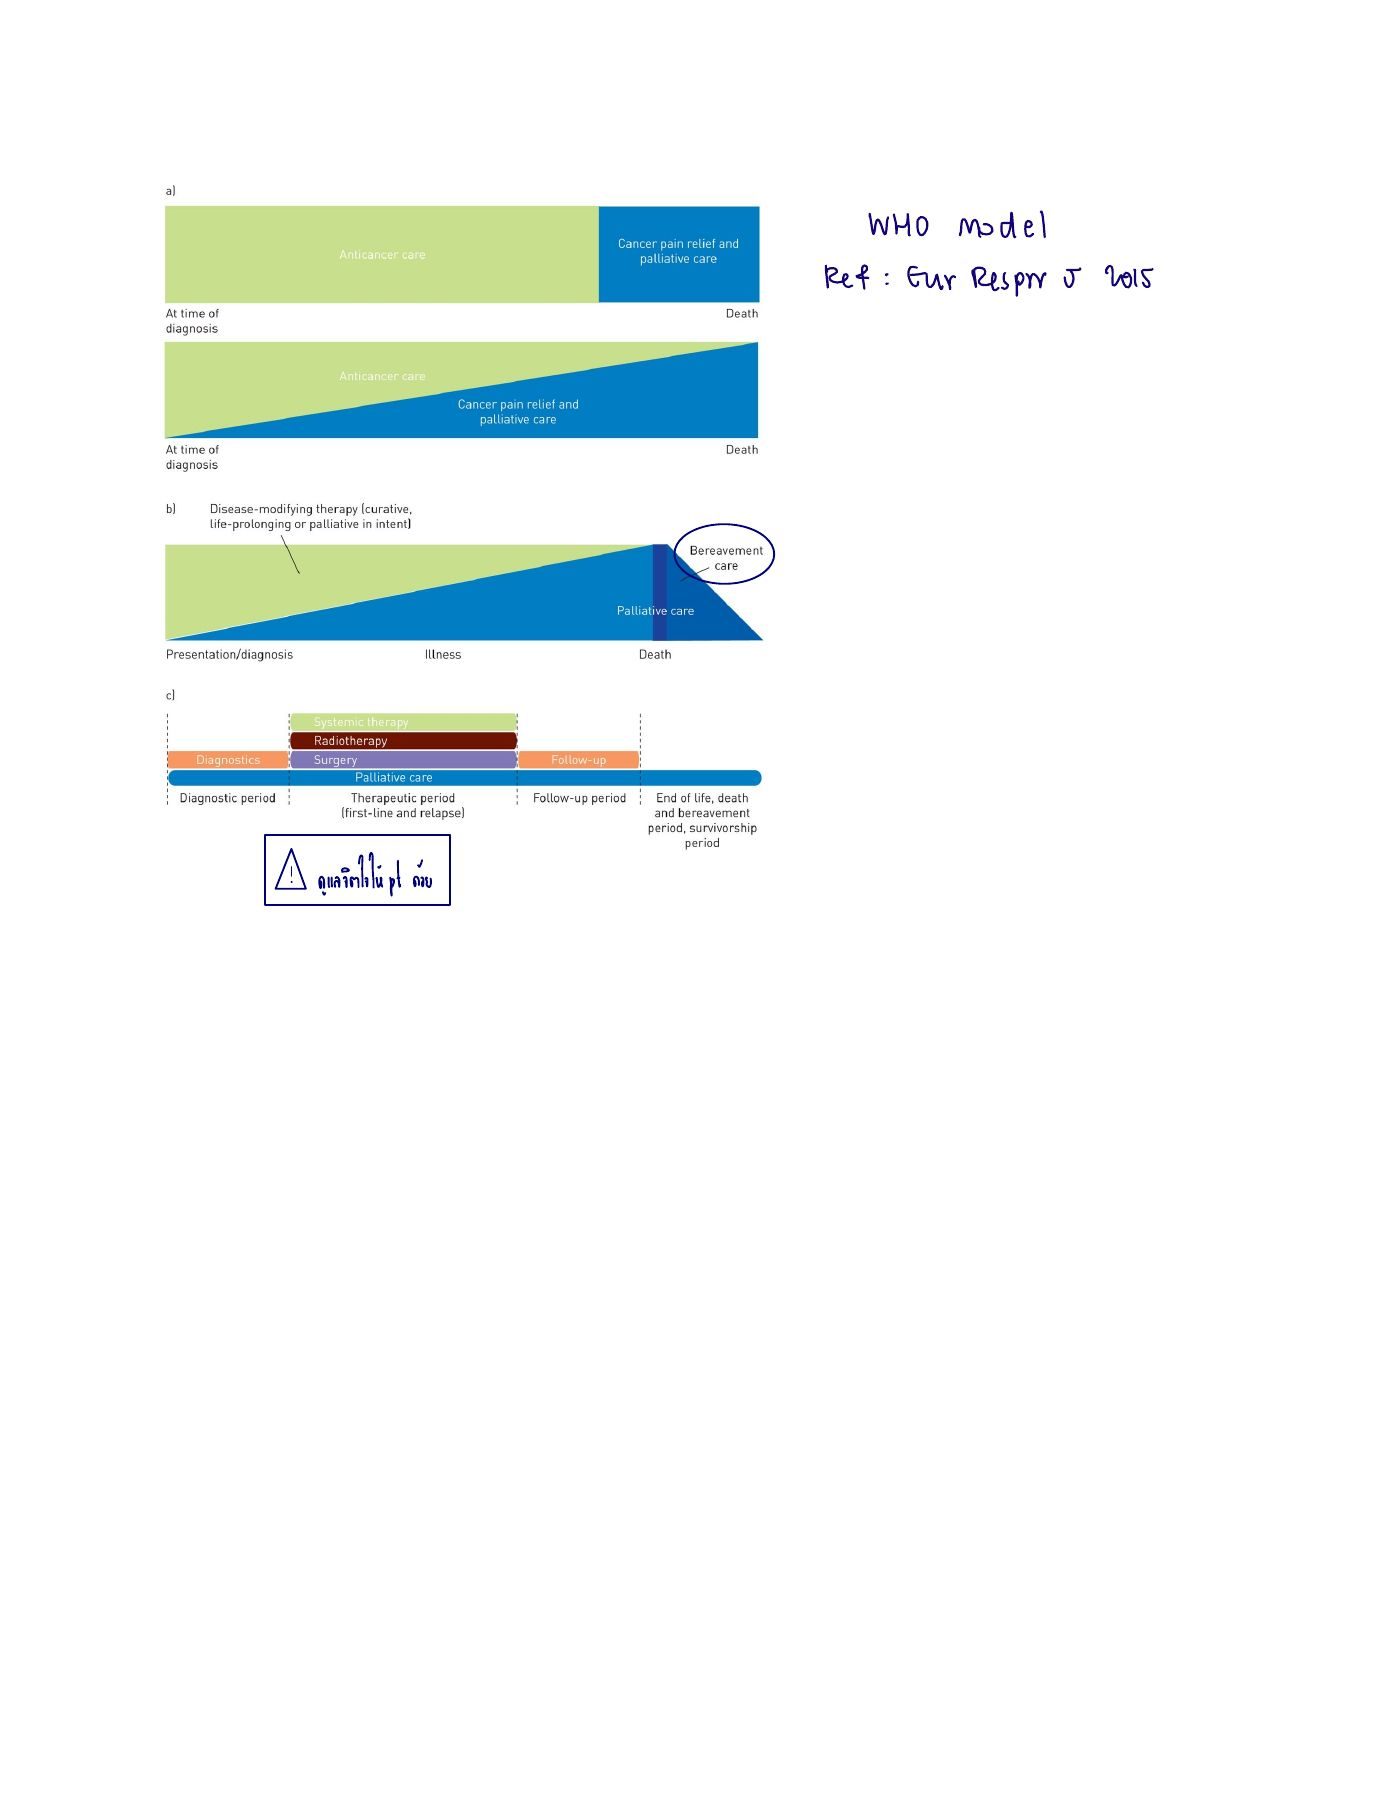 a)
Anticancer care
Cancer pain relief and
palliative care
At time of
diagnosis
Death
WHO model
Ref : Eur Respir J 2015
Anticancer care
Cancer pain relief and
palliative care
At time of
diagnosis
Death
b)
Disease-modifying therapy (curative,
life-prolonging or palliative in intent)
Bereavement
care
Palliative care
Presentation/diagnosis
Illness
Death
c)
Systemic therapy
Radiotherapy
Diagnostics
Surgery
Follow-up
Palliative care
Diagnostic period
Therapeutic period
(first-line and relapse)
Follow-up period
End of life, death
and bereavement
period, survivorship
period
! ดูแลจิตใจให้ pt ด้วย